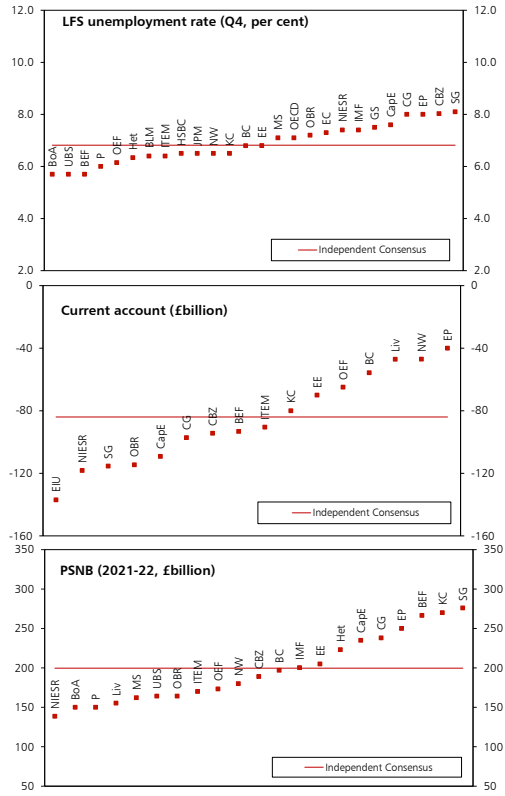 LFS unemployment rate (Q4, per cent)
12.0 12.0
10.0 10.0
8.0 8.0
6.0 6.0
4.0 4.0
2.0 2.0
BoA UBS BEF P OEF Het BLM ITEM HSBC JPM NW KC BC EE MS OECD OBR EC NIESR IMF GS CapE CG EP CBZ SG
Independent Consensus
Current account (£billion)
0 0
-40 -40
-80 -80
-120 -120
-160 -160
EIU NIESR SG OBR CapE CG CBZ BEF ITEM KC EE OEF BC Liv NW EP
Independent Consensus
PSNB (2021-22, £billion)
350 350
300 300
250 250
200 200
150 150
100 100
50 50
NIESR BoA P Liv MS UBS OBR ITEM OEF NW CBZ BC IMF EE Het CapE CG EP BEF KC SG
Independent Consensus